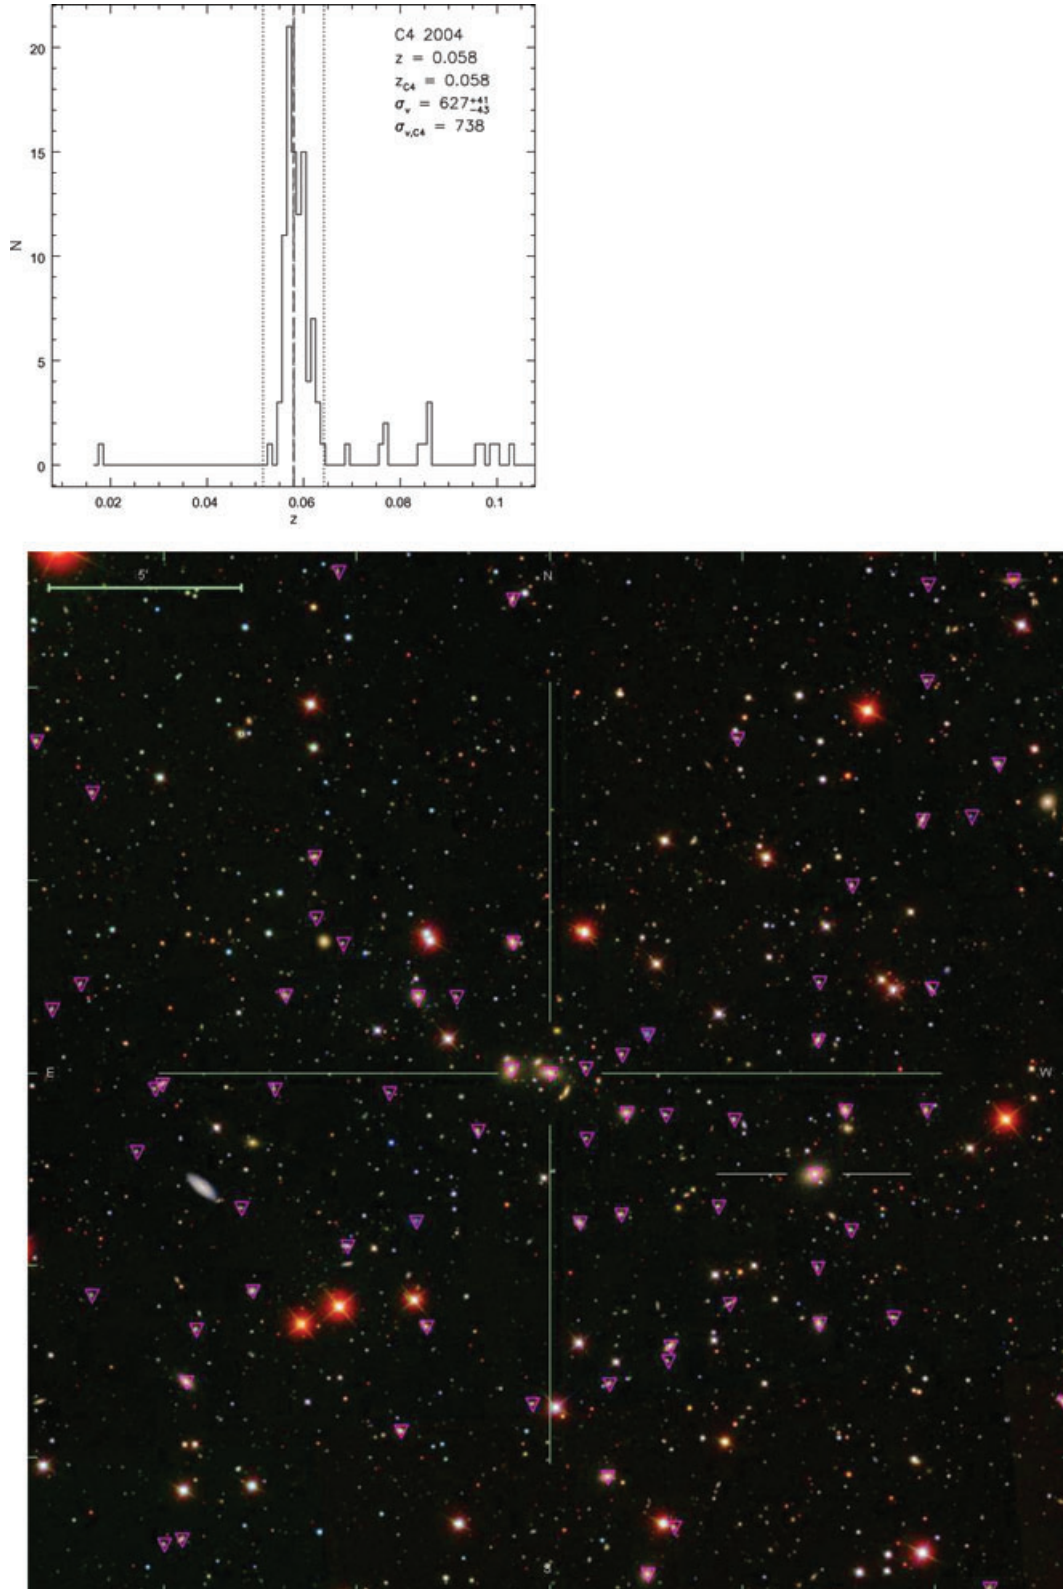 C4 2004
z = 0.058
z_C4 = 0.058
σ_v = 627 +41 -43
σ_v,C4 = 738
20
15
10
5
0
N
0.02 0.04 0.06 0.08 0.1
z
5'
N
E
W
S